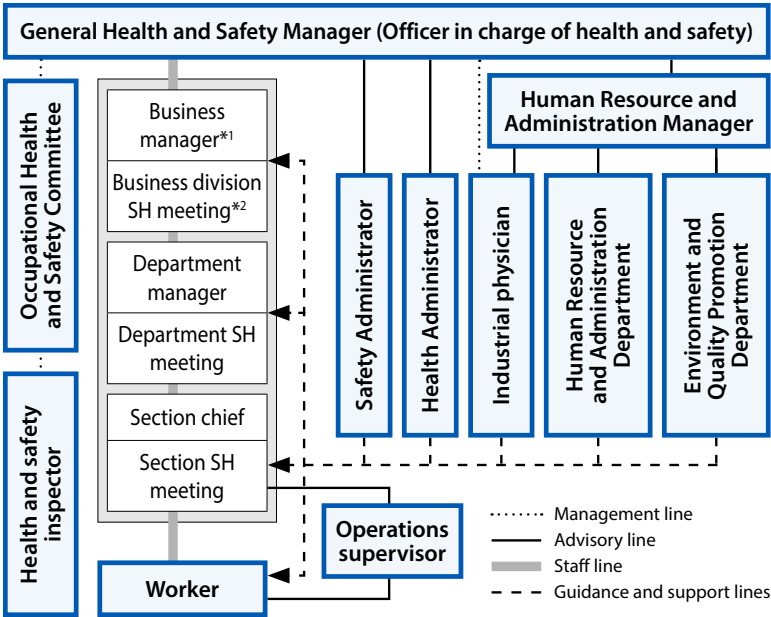 General Health and Safety Manager (Officer in charge of health and safety)
Occupational Health
and Safety Committee
Health and safety
inspector
Business
manager*1
Business division
SH meeting*2
Department
manager
Department SH
meeting
Section chief
Section SH
meeting
Worker
Operations
supervisor
Safety Administrator
Health Administrator
Industrial physician
Human Resource and
Administration Manager
Human Resource
and Administration
Department
Environment and
Quality Promotion
Department
Management line
Advisory line
Staff line
Guidance and support lines